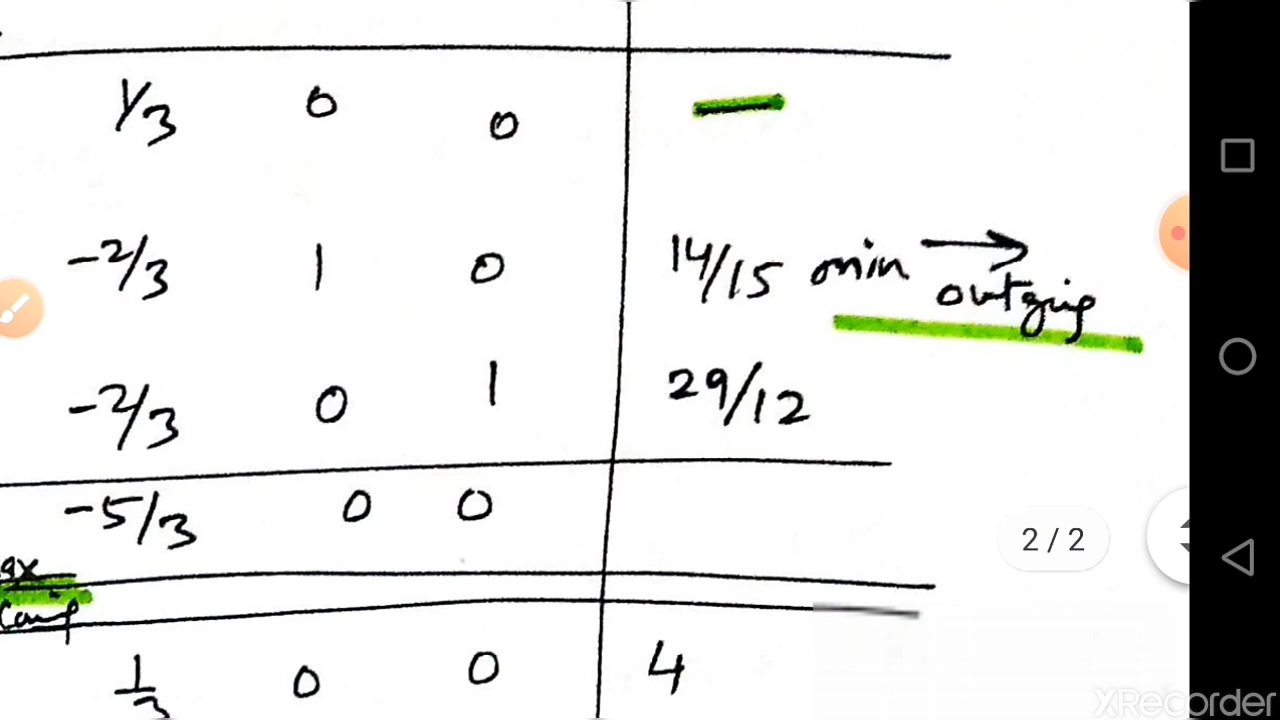 1/3 0 0 —
-2/3 1 0 14/15 min → outgoing
-2/3 0 1 29/12
-5/3 0 0
2 / 2
1/3 0 0 4
XRecorder